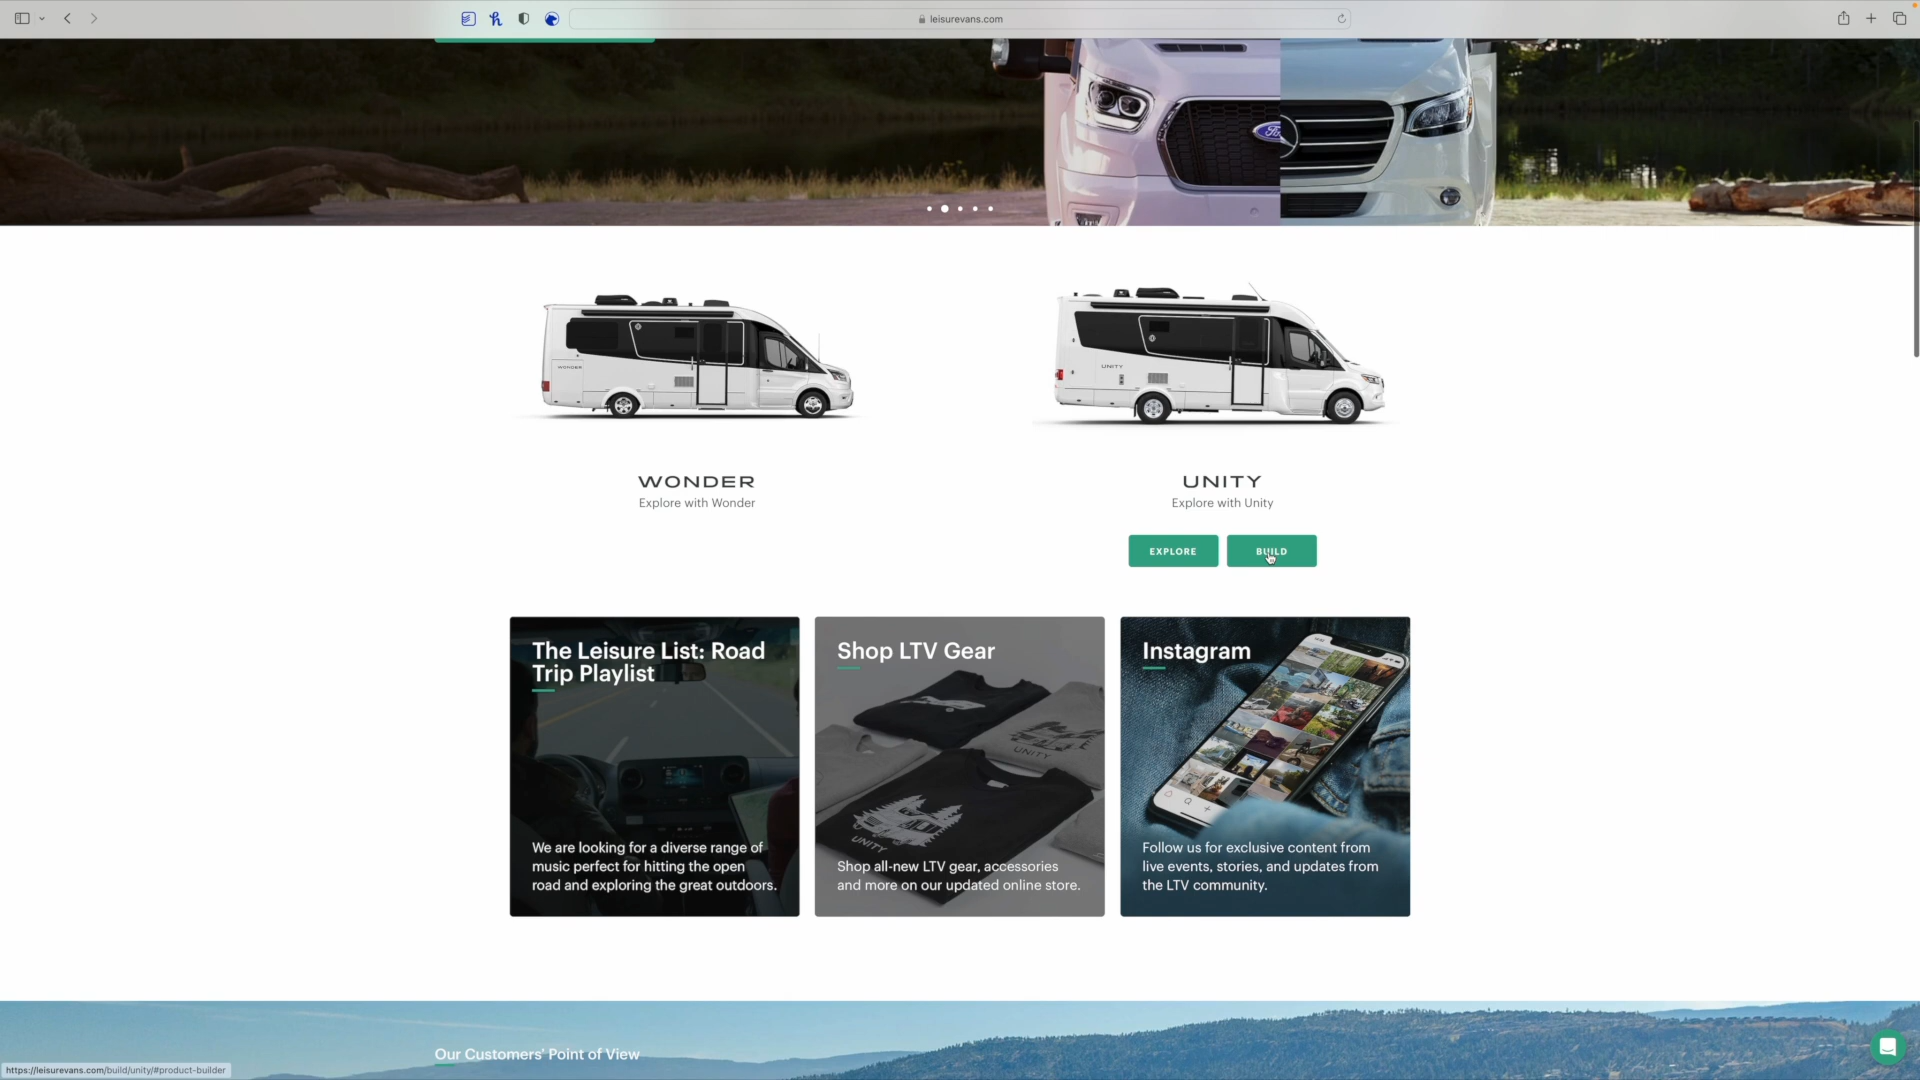 leisurevans.com
WONDER
UNITY
WONDER
Explore with Wonder
UNITY
Explore with Unity
EXPLORE
BUILD
The Leisure List: Road
Trip Playlist
We are looking for a diverse range of
music perfect for hitting the open
road and exploring the great outdoors.
Shop LTV Gear
UNITY
UNITY
Shop all-new LTV gear, accessories
and more on our updated online store.
Instagram
Follow us for exclusive content from
live events, stories, and updates from
the LTV community.
Our Customers' Point of View
https://leisurevans.com/build/unity/#product-builder